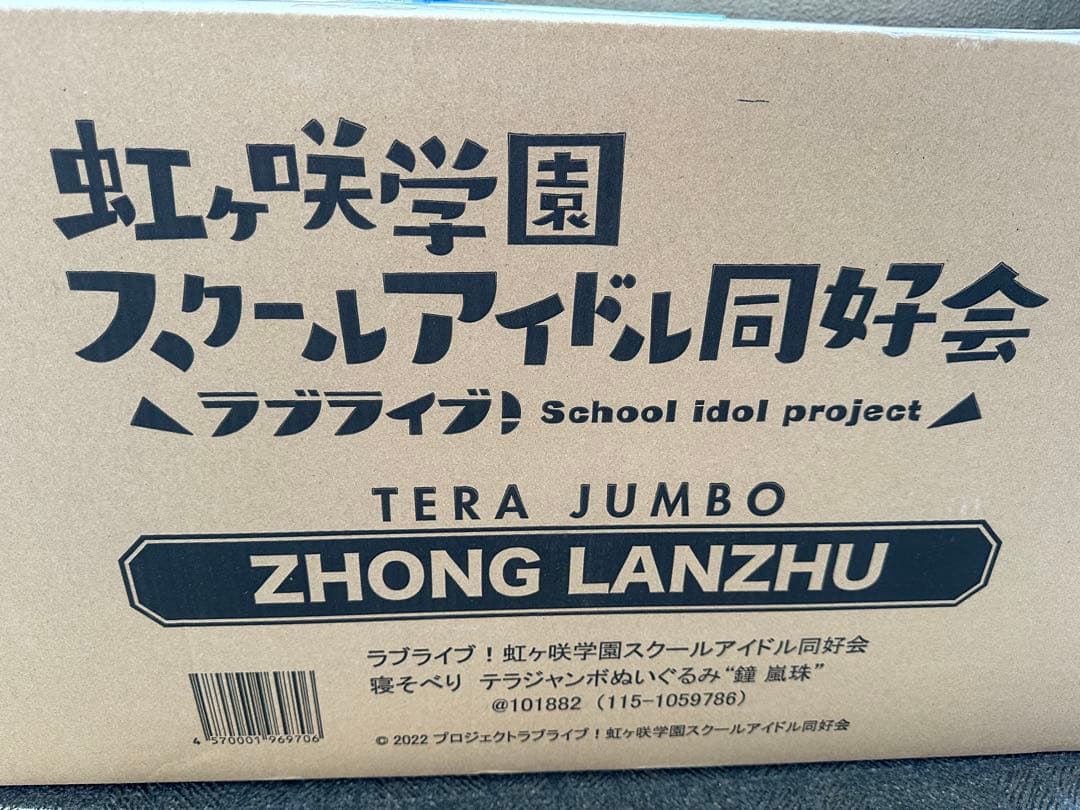 虹ヶ咲学園
スクールアイドル同好会
ラブライブ! School idol project
TERA JUMBO
ZHONG LANZHU
ラブライブ！虹ヶ咲学園スクールアイドル同好会
寝そべり テラジャンボぬいぐるみ“鐘 嵐珠”
@101882 （115-1059786）
4 570001 969706
© 2022 プロジェクトラブライブ！虹ヶ咲学園スクールアイドル同好会